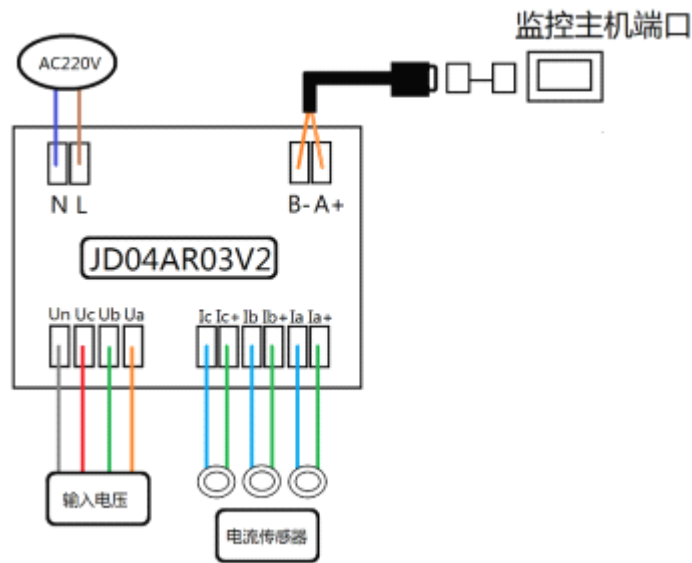 监控主机端口
AC220V
N L
B- A+
JD04AR03V2
Un Uc Ub Ua
Ic Ic+ Ib Ib+ Ia Ia+
输入电压
电流传感器